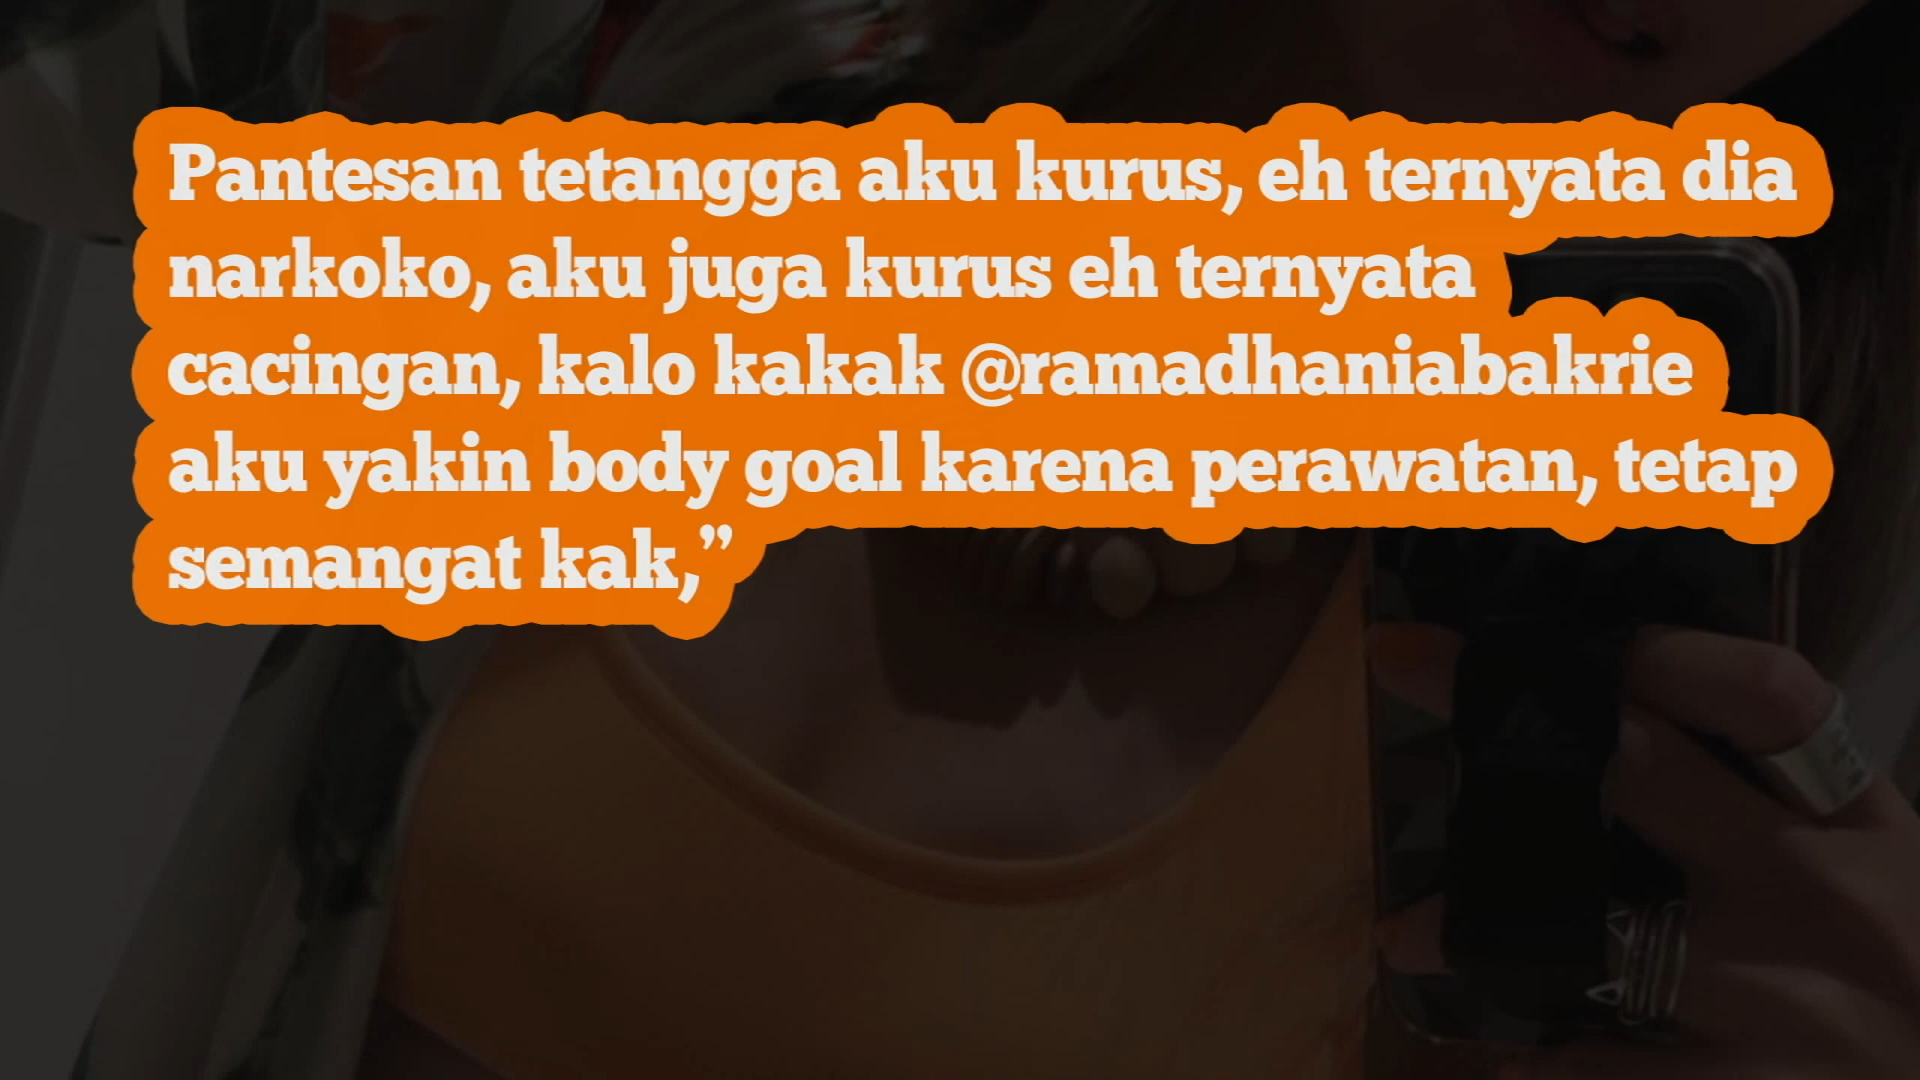 Pantesan tetangga aku kurus, eh ternyata dia
narkoko, aku juga kurus eh ternyata
cacingan, kalo kakak @ramadhaniabakrie
aku yakin body goal karena perawatan, tetap
semangat kak,”